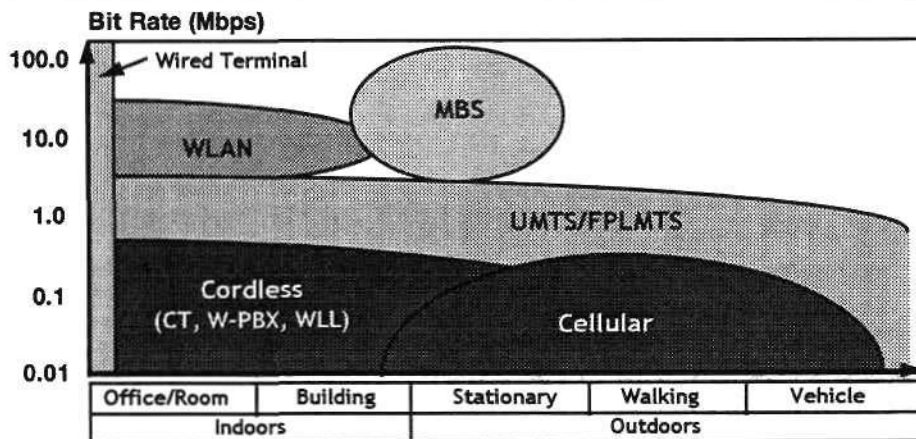 Bit Rate (Mbps)
100.0
Wired Terminal
MBS
10.0
WLAN
1.0
UMTS/FPLMTS
0.1
Cordless
(CT, W-PBX, WLL)
Cellular
0.01
Office/Room Building Stationary Walking Vehicle
Indoors Outdoors